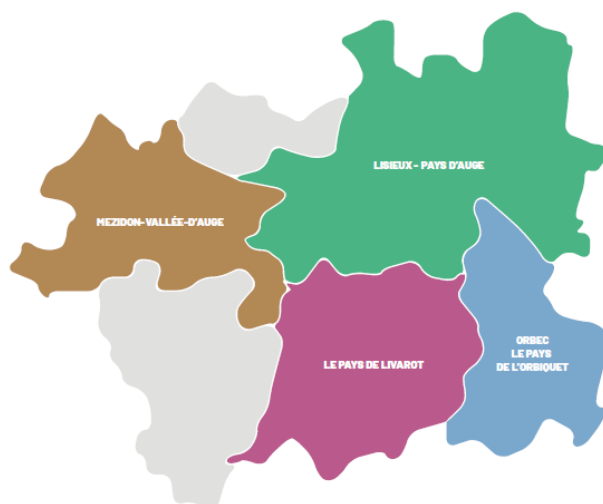 LISIEUX - PAYS D'AUGE
MEZIDON-VALLÉE-D'AUGE
ORBEC
LE PAYS
DE L'ORBIQUET
LE PAYS DE LIVAROT